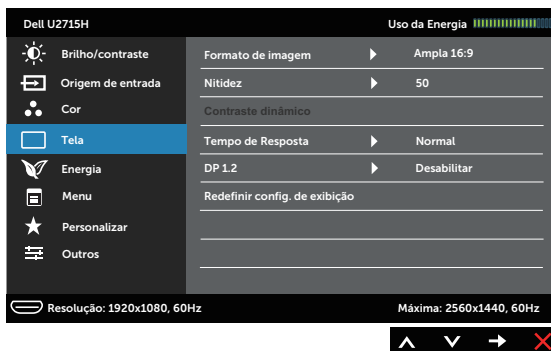 Dell U2715H Uso da Energia
Brilho/contraste
Origem de entrada
Cor
Tela
Energia
Menu
Personalizar
Outros
Formato de imagem Ampla 16:9
Nitidez 50
Contraste dinâmico
Tempo de Resposta Normal
DP 1.2 Desabilitar
Redefinir config. de exibição
Resolução: 1920x1080, 60Hz Máxima: 2560x1440, 60Hz